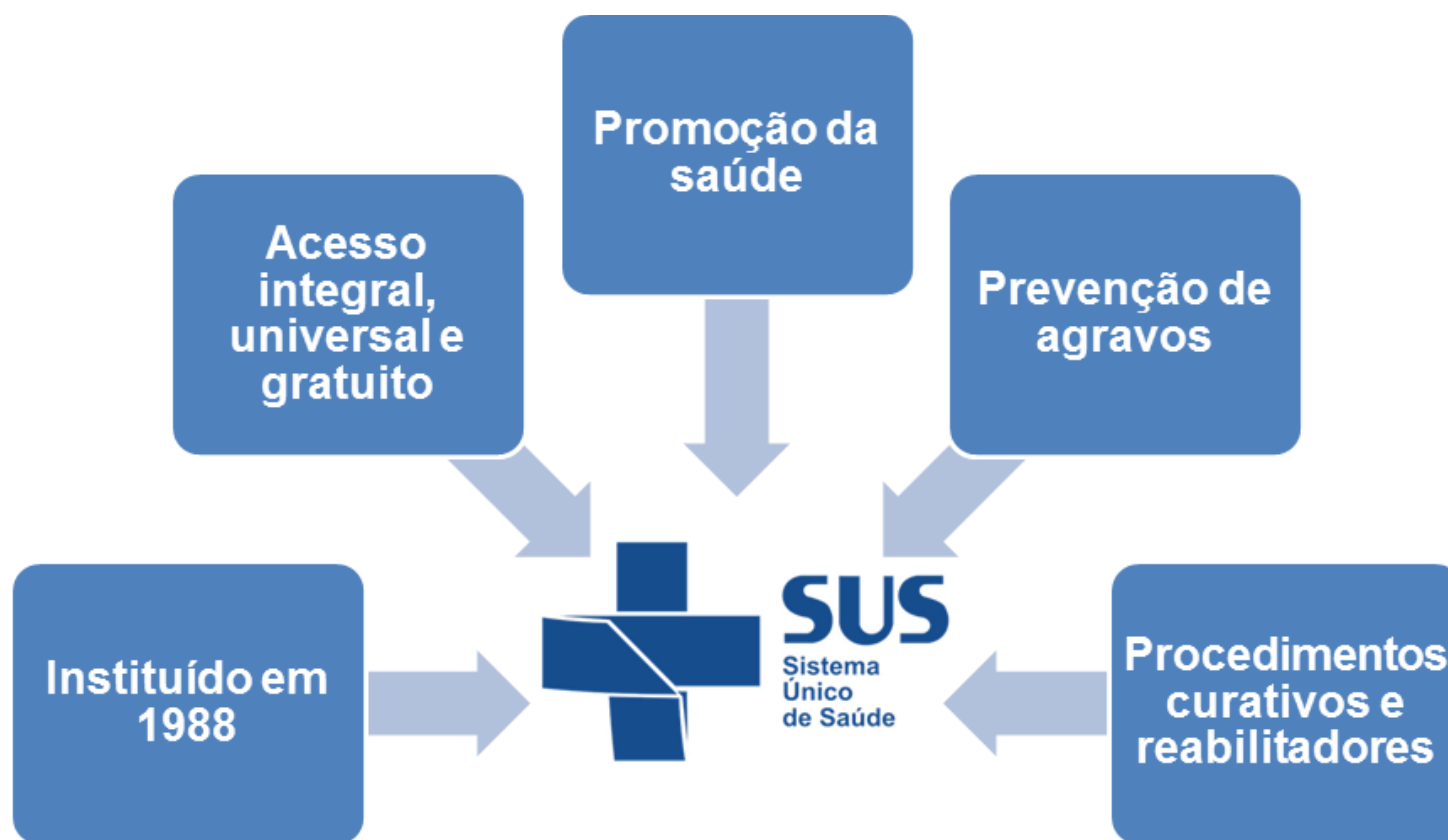 Promoção da
saúde
Acesso
integral,
universal e
gratuito
Prevenção de
agravos
Instituído em
1988
SUS
Sistema
Único
de Saúde
Procedimentos
curativos e
reabilitadores